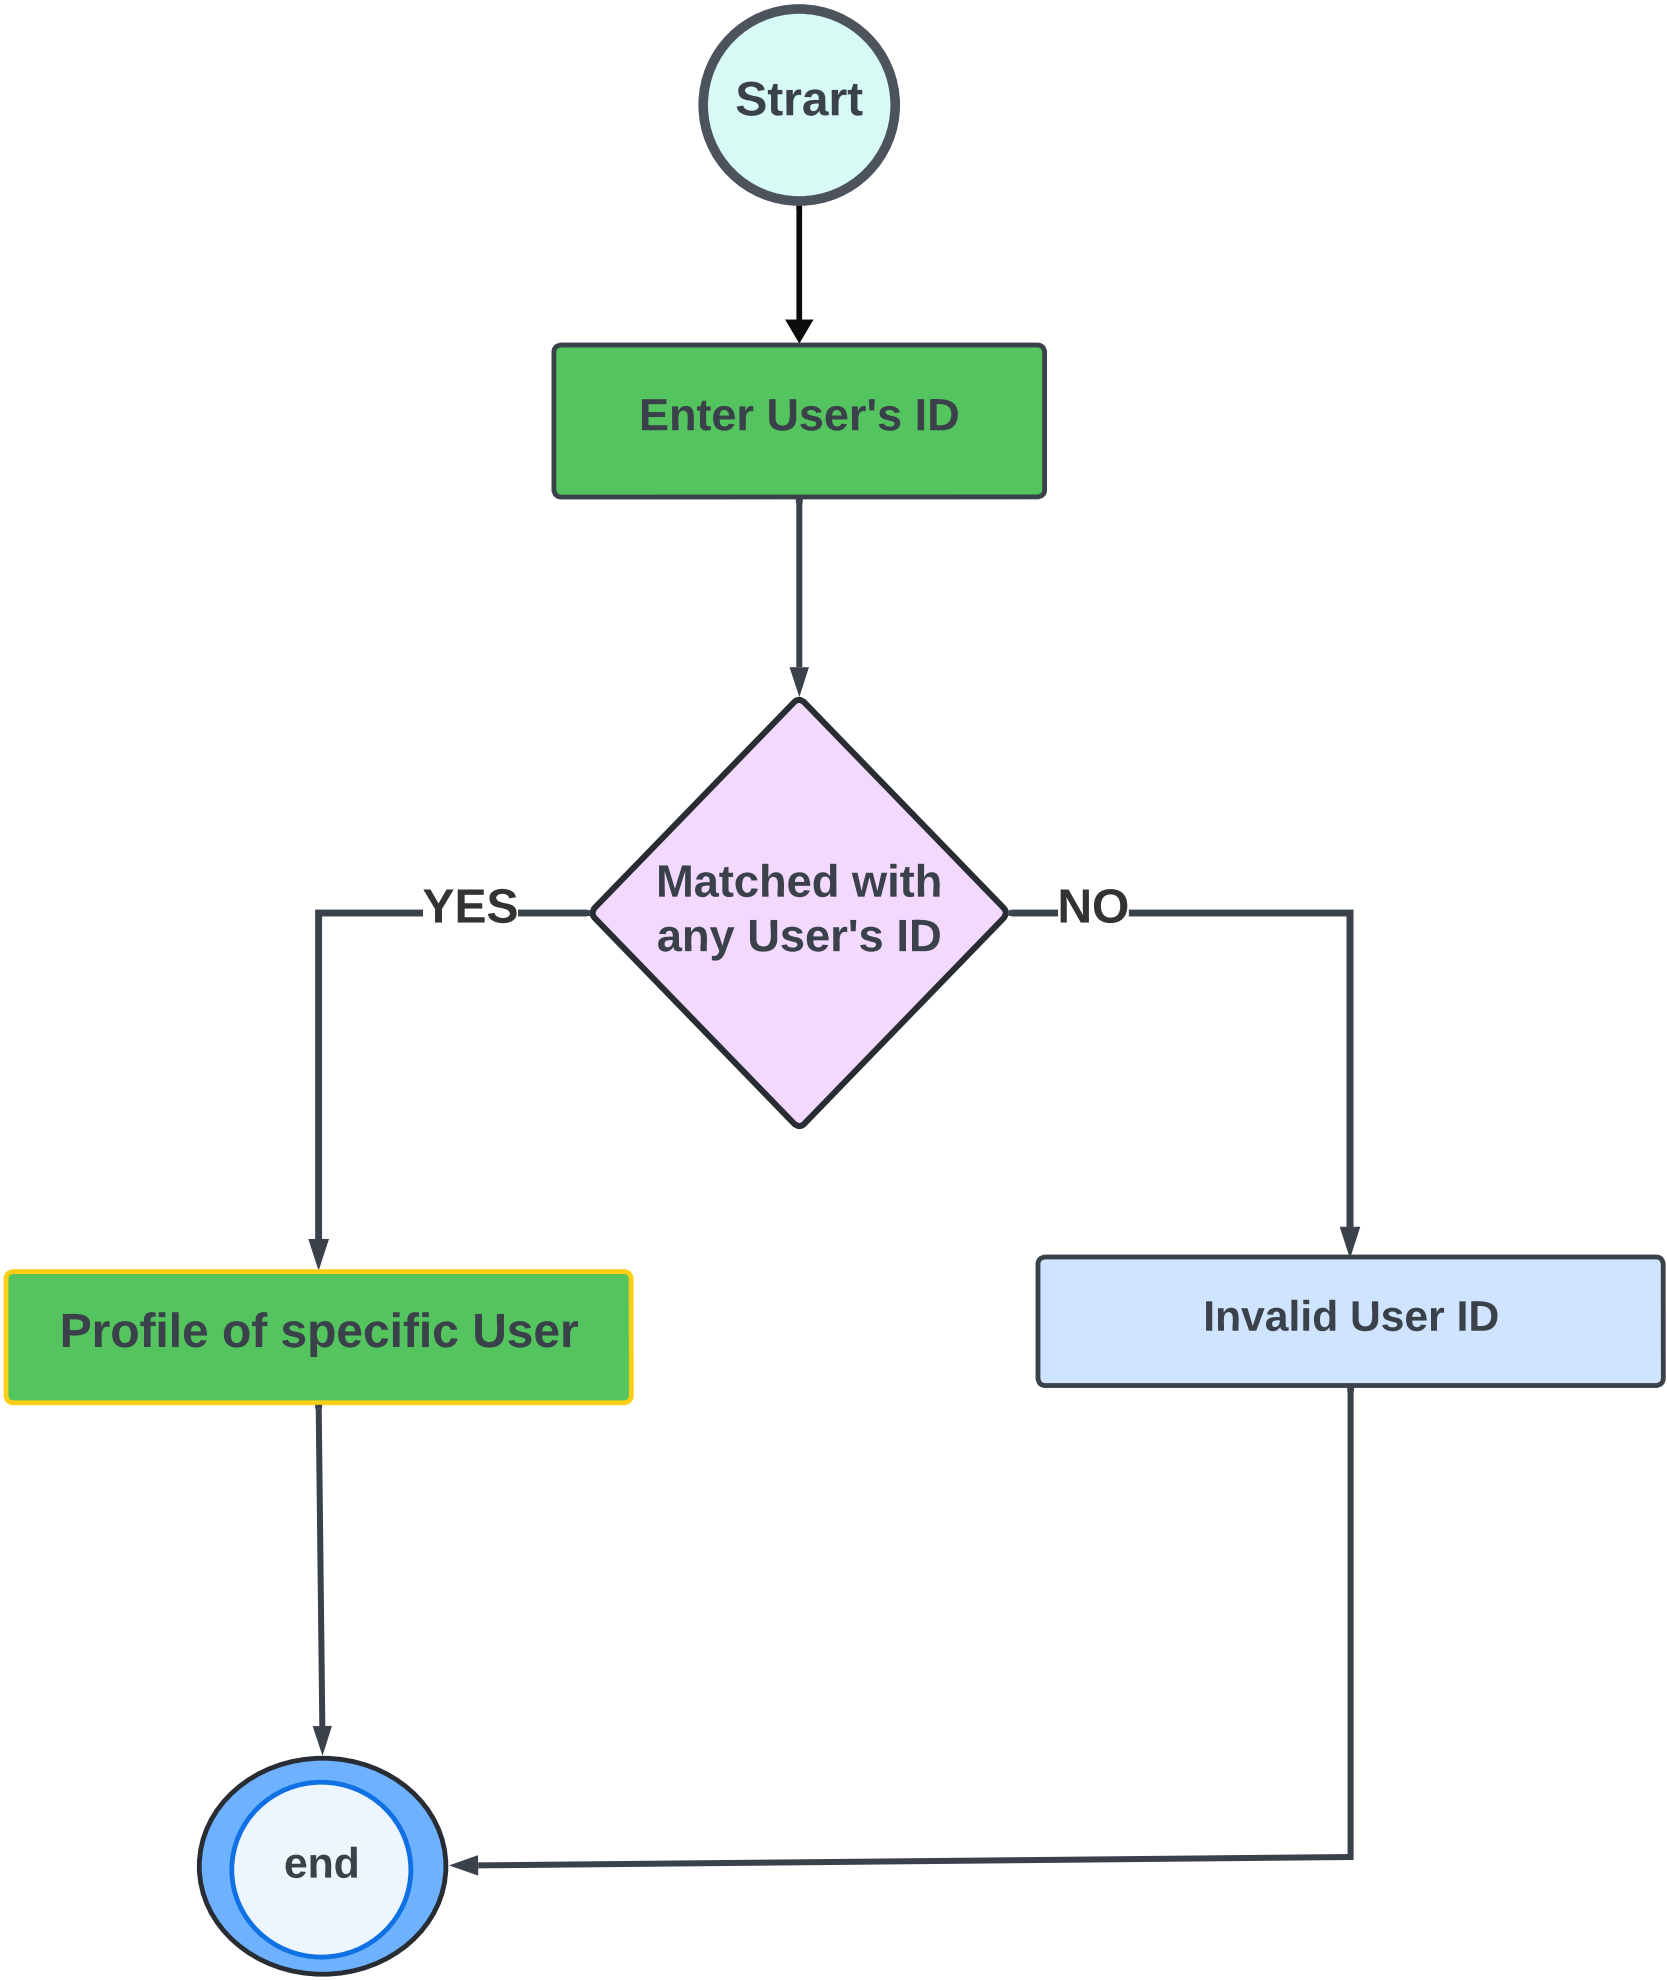 Strart
Enter User's ID
Matched with
any User's ID
YES
NO
Profile of specific User
Invalid User ID
end